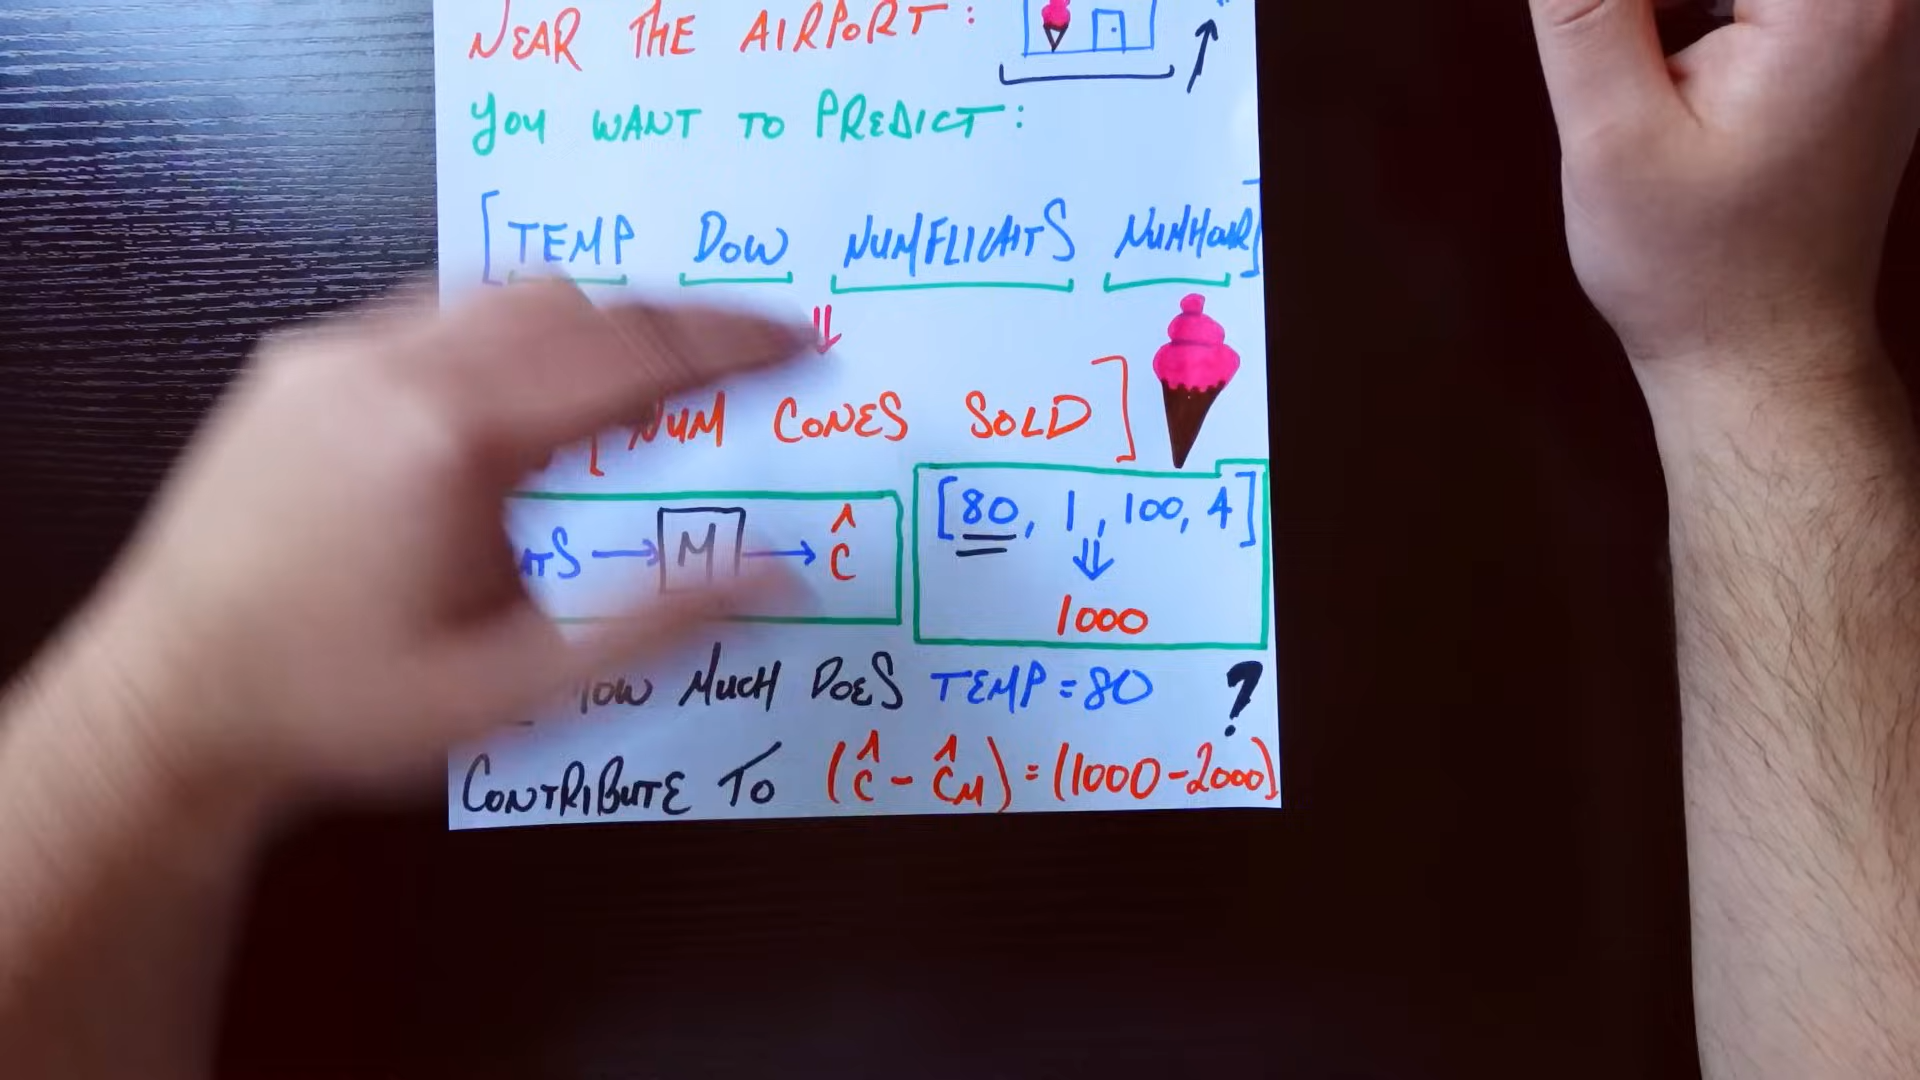 NEAR THE AIRPORT:
YOU WANT TO PREDICT:
[TEMP DOW NUMFLIGHTS NUMHOUR]
⇓
[NUM CONES SOLD]
→ M → Ĉ
[80, 1, 100, 4]
⇓
1000
MUCH DOES TEMP = 80 ?
CONTRIBUTE TO (Ĉ - ĈM) = (1000 - 2000)